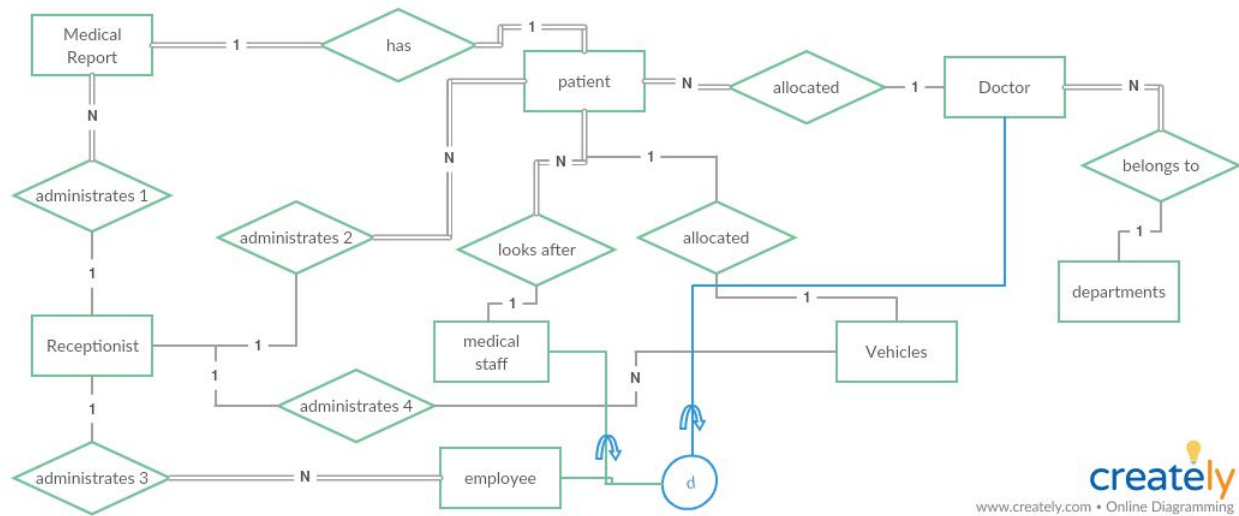 Medical
Report
1
has
1
patient
N
allocated
1
Doctor
N
belongs to
1
departments
N
administrates 1
1
N
administrates 2
1
N
looks after
1
medical
staff
1
allocated
1
Vehicles
Receptionist
1
administrates 4
N
1
administrates 3
N
employee
d
creately
www.creately.com • Online Diagramming